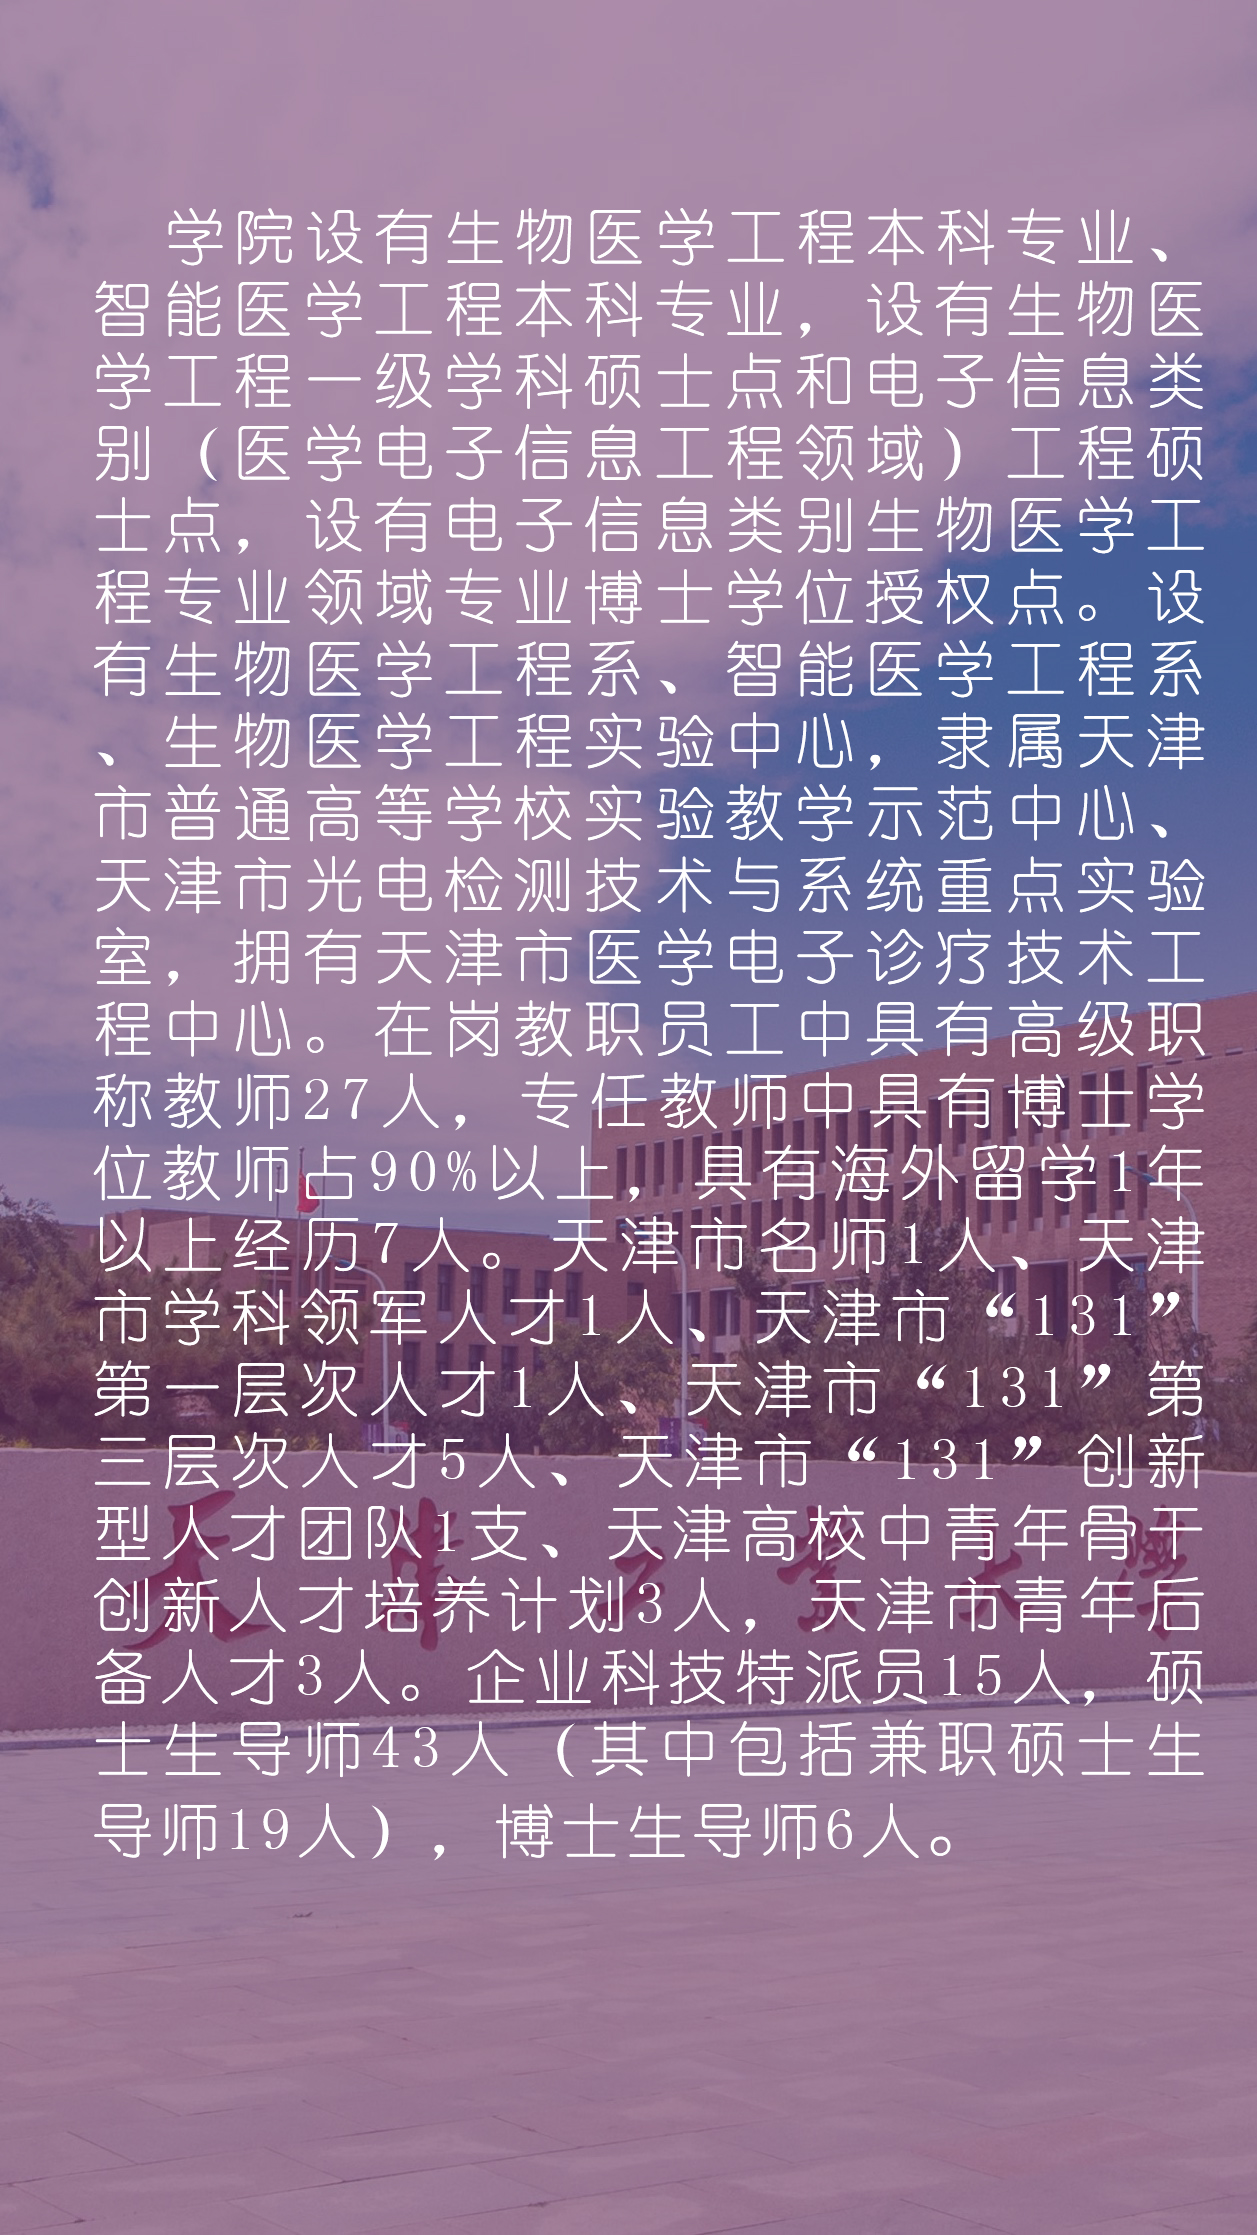 学院设有生物医学工程本科专业、
智能医学工程本科专业，设有生物医
学工程一级学科硕士点和电子信息类
别（医学电子信息工程领域）工程硕
士点，设有电子信息类别生物医学工
程专业领域专业博士学位授权点。设
有生物医学工程系、智能医学工程系
、生物医学工程实验中心，隶属天津
市普通高等学校实验教学示范中心、
天津市光电检测技术与系统重点实验
室，拥有天津市医学电子诊疗技术工
程中心。在岗教职员工中具有高级职
称教师27人，专任教师中具有博士学
位教师占90%以上，具有海外留学1年
以上经历7人。天津市名师1人、天津
市学科领军人才1人、天津市“131”
第一层次人才1人、天津市“131”第
三层次人才5人、天津市“131”创新
型人才团队1支、天津高校中青年骨干
创新人才培养计划3人，天津市青年后
备人才3人。企业科技特派员15人，硕
士生导师43人（其中包括兼职硕士生
导师19人），博士生导师6人。
天津工业大学